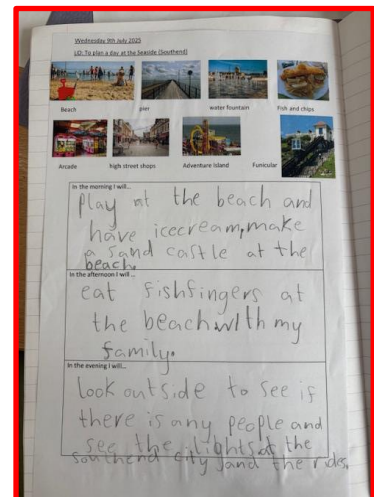 Wednesday 9th July 2025
LO: To plan a day at the Seaside (Southend)
Beach pier water fountain Fish and chips
Arcade high street shops Adventure Island Funicular
In the morning I will...
Play at the beach and
have icecream, make
a sand castle at the
beach.
In the afternoon I will ...
eat fishfingers at
the beach with my
family.
In the evening I will...
Look outside to see if
there is any people and
see the lights at the
southend city and the rides.